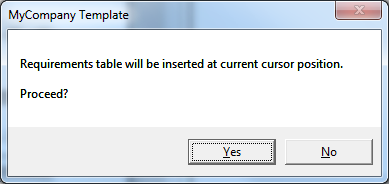 MyCompany Template
Requirements table will be inserted at current cursor position.
Proceed?
Yes
No